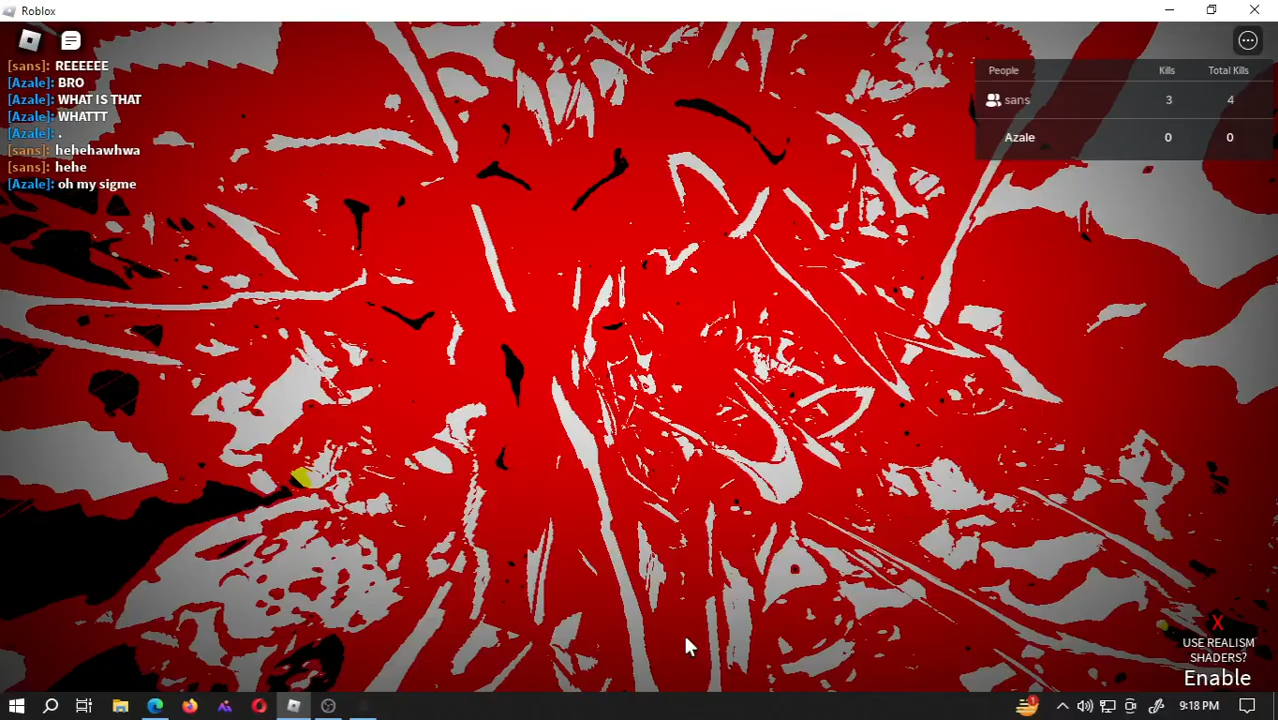 Roblox
[sans]: REEEEEE
[Azale]: BRO
[Azale]: WHAT IS THAT
[Azale]: WHATTT
[Azale]: .
[sans]: hehehawhwa
[sans]: hehe
[Azale]: oh my sigme
People Kills Total Kills
sans 3 4
Azale 0 0
X
USE REALISM
SHADERS?
Enable
1
9:18 PM